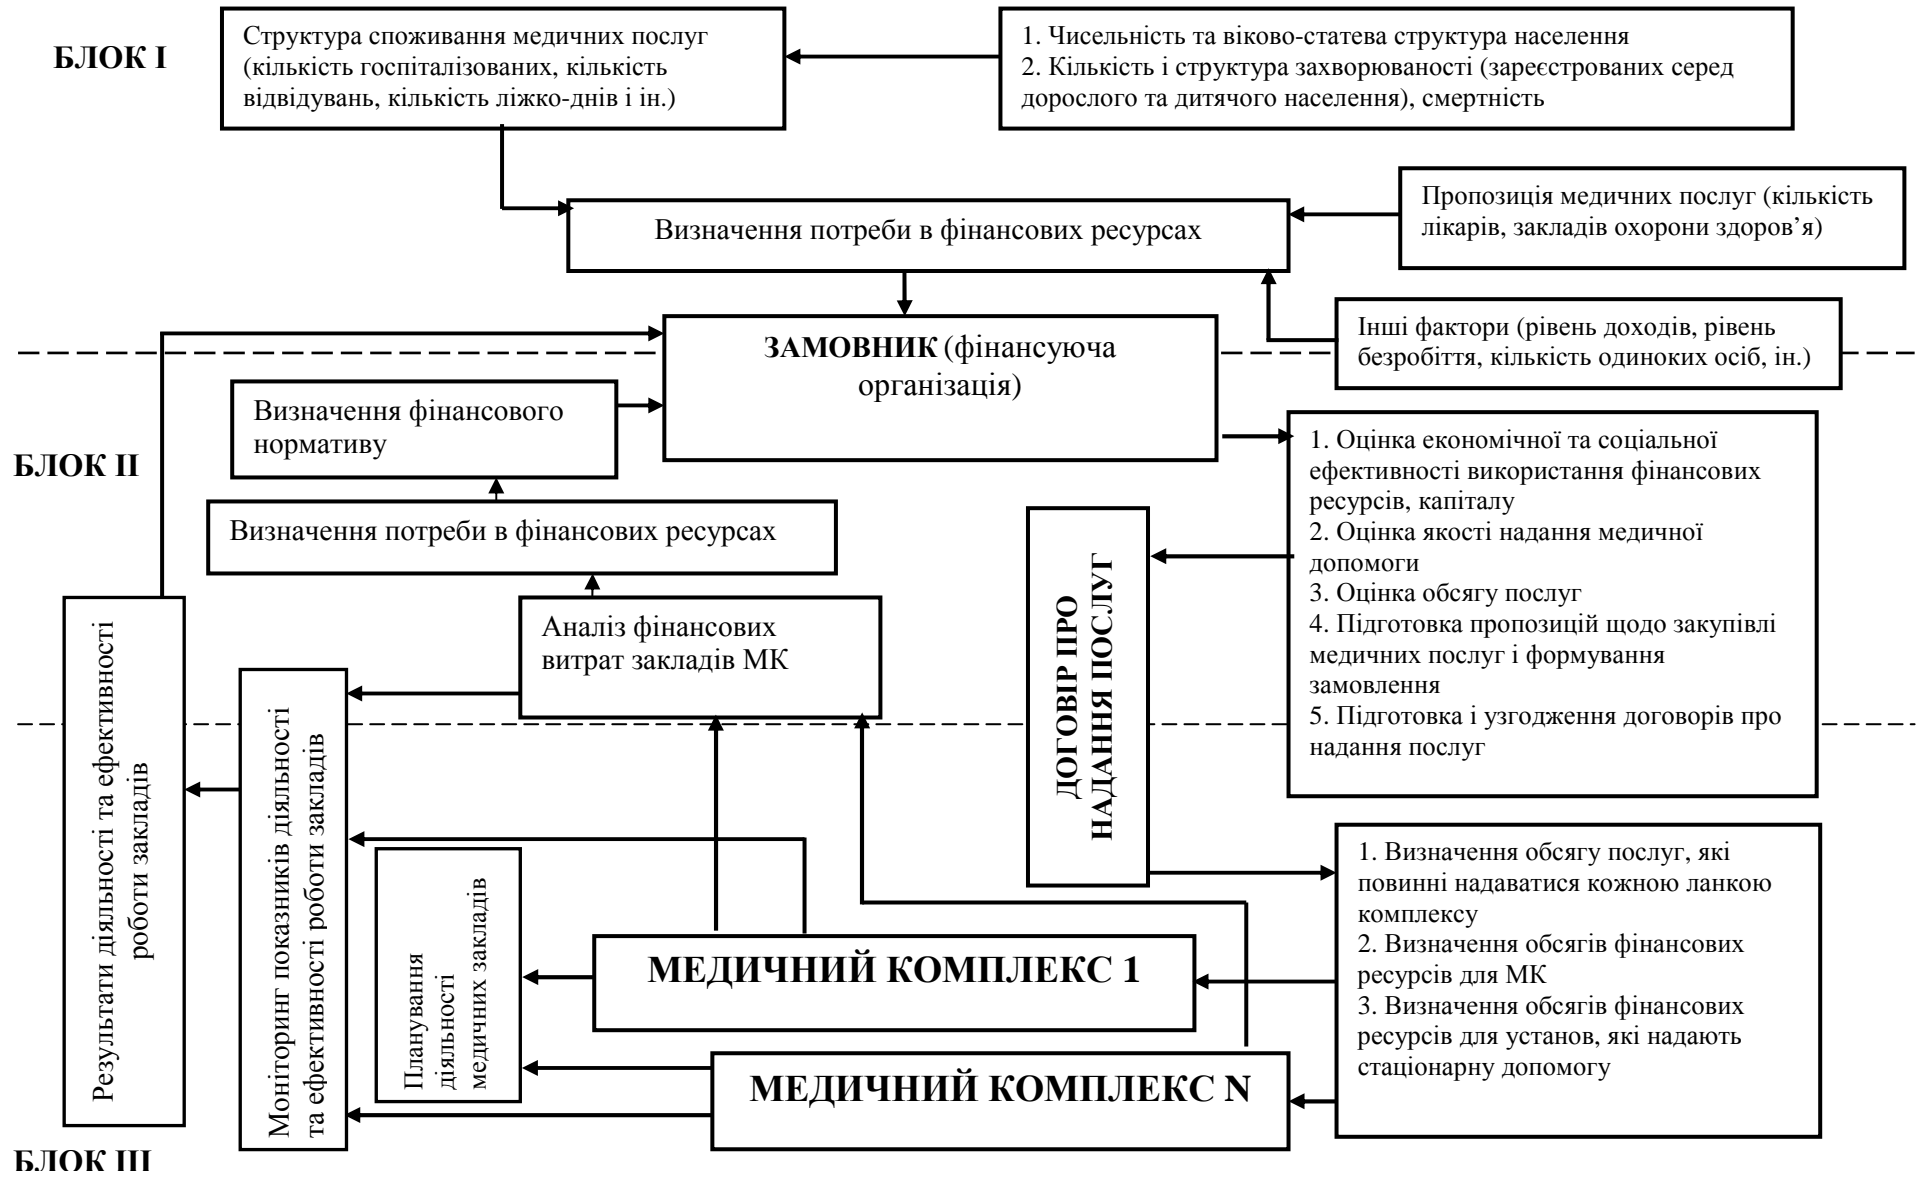 БЛОК I
Структура споживання медичних послуг
(кількість госпіталізованих, кількість
відвідувань, кількість ліжко-днів і ін.)
1. Чисельність та віково-статева структура населення
2. Кількість і структура захворюваності (зареєстрованих серед
дорослого та дитячого населення), смертність
Визначення потреби в фінансових ресурсах
Пропозиція медичних послуг (кількість
лікарів, закладів охорони здоров’я)
Інші фактори (рівень доходів, рівень
безробіття, кількість одиноких осіб, ін.)
ЗАМОВНИК (фінансуюча
організація)
БЛОК II
Визначення фінансового
нормативу
Визначення потреби в фінансових ресурсах
Аналіз фінансових
витрат закладів МК
1. Оцінка економічної та соціальної
ефективності використання фінансових
ресурсів, капіталу
2. Оцінка якості надання медичної
допомоги
3. Оцінка обсягу послуг
4. Підготовка пропозицій щодо закупівлі
медичних послуг і формування
замовлення
5. Підготовка і узгодження договорів про
надання послуг
ДОГОВІР ПРО
НАДАННЯ ПОСЛУГ
Результати діяльності та ефективності
роботи закладів
Моніторинг показників діяльності
та ефективності роботи закладів
Планування
діяльності
медичних закладів
МЕДИЧНИЙ КОМПЛЕКС 1
МЕДИЧНИЙ КОМПЛЕКС N
1. Визначення обсягу послуг, які
повинні надаватися кожною ланкою
комплексу
2. Визначення обсягів фінансових
ресурсів для МК
3. Визначення обсягів фінансових
ресурсів для установ, які надають
стаціонарну допомогу
БЛОК III